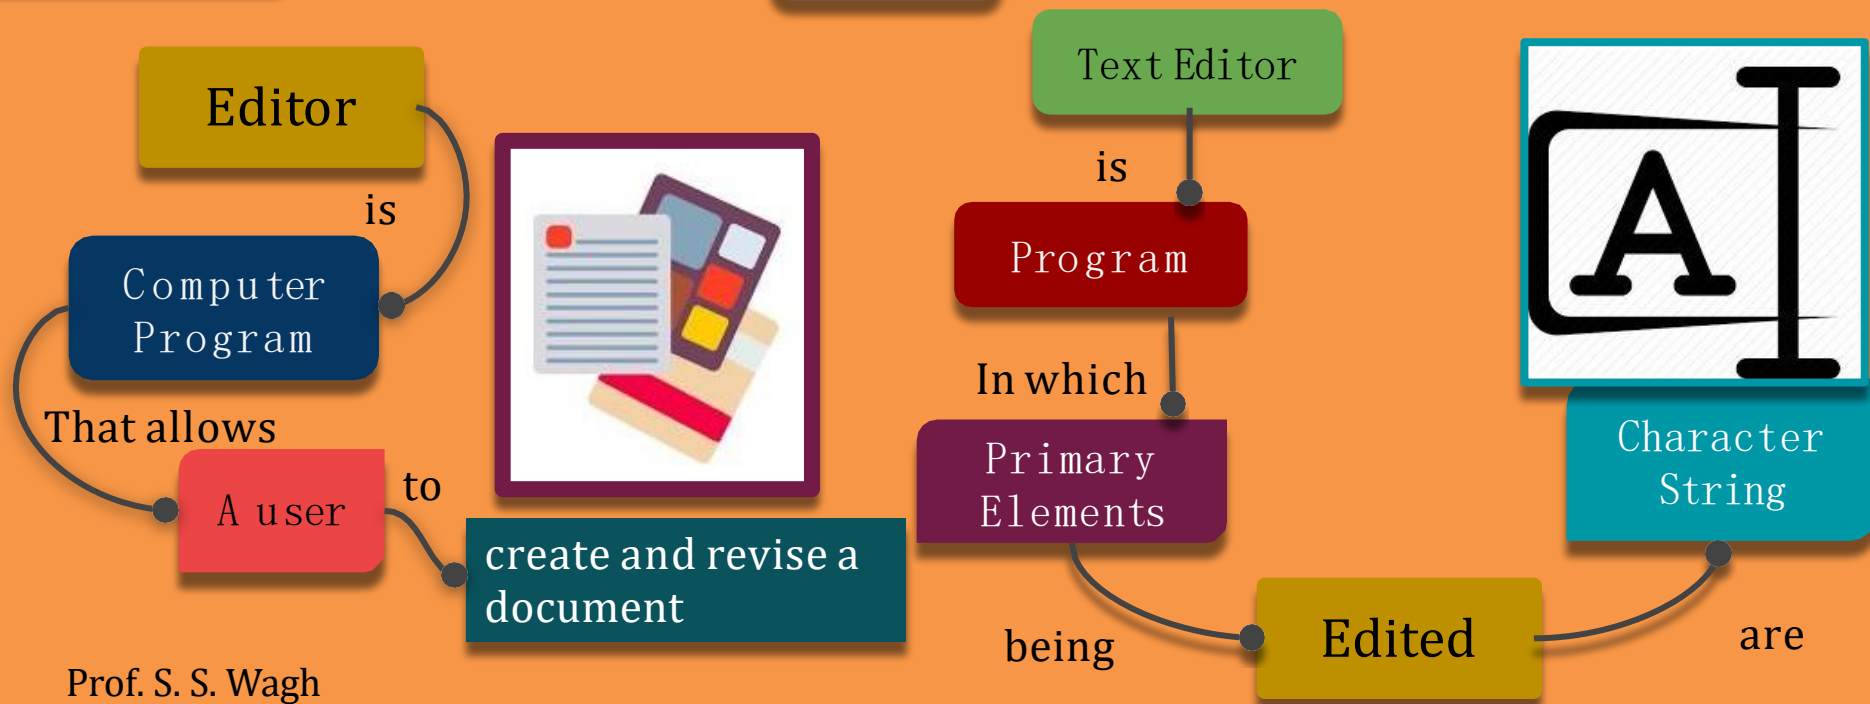 Editor
is
Computer
Program
That allows
A user
to
create and revise a
document
Text Editor
is
Program
In which
Primary
Elements
being
Edited
are
A
Character
String
Prof. S. S. Wagh